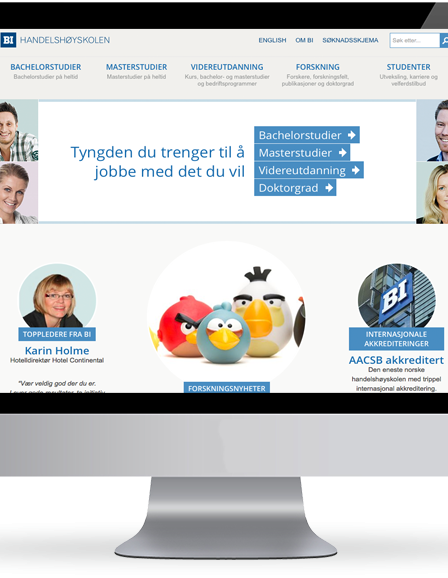 BI HANDELSHØYSKOLEN
ENGLISH OM BI SØKNADSSKJEMA Søk etter...
BACHELORSTUDIER MASTERSTUDIER VIDEREUTDANNING FORSKNING STUDENTER
Bachelorstudier på heltid
Masterstudier på heltid
Kurs, bachelor- og masterstudier
og bedriftsprogrammer
Forskere, forskningsfelt,
publikasjoner og doktorgrad
Utveksling, karriere og
velferdstilbud
Tyngden du trenger til å
jobbe med det du vil
Bachelorstudier
Masterstudier
Videreutdanning
Doktorgrad
TOPPLEDERE FRA BI
Karin Holme
Hotelldirektør Hotel Continental
"Vær veldig god der du er.
FORSKNINGSNYHETER
BI
INTERNASJONALE
AKKREDITERINGER
AACSB akkreditert
Den eneste norske
handelshøyskolen med trippel
internasjonal akkreditering.